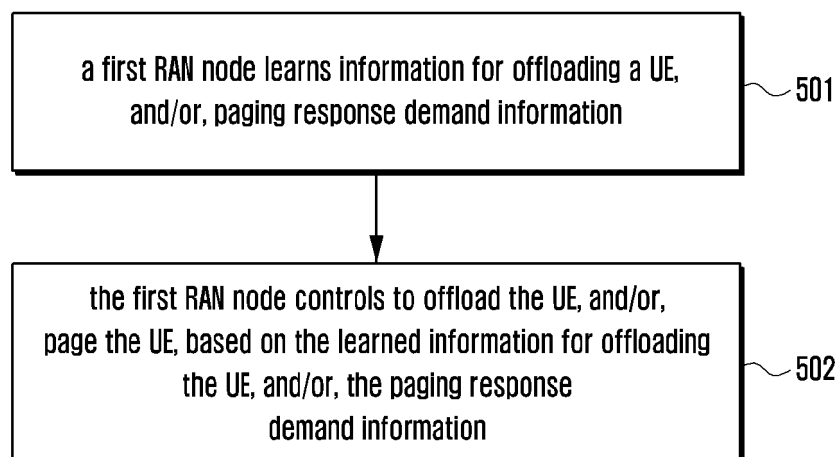 a first RAN node learns information for offloading a UE,
and/or, paging response demand information
501
the first RAN node controls to offload the UE, and/or,
page the UE, based on the learned information for offloading
the UE, and/or, the paging response
demand information
502